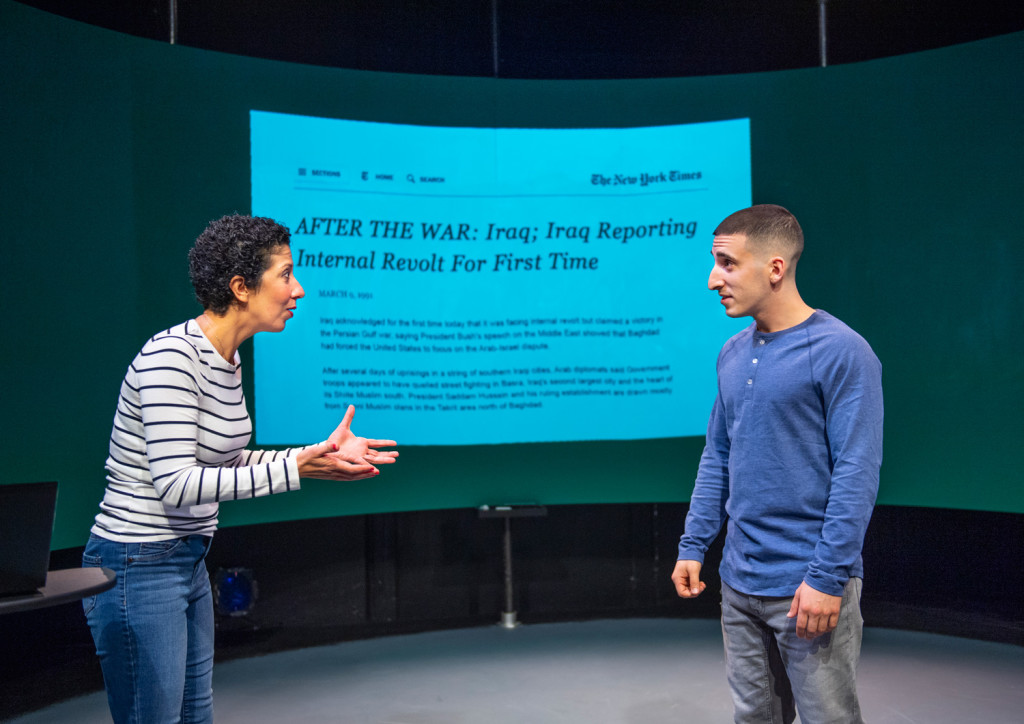 SECTIONS HOME SEARCH The New York Times
AFTER THE WAR: Iraq; Iraq Reporting
Internal Revolt For First Time
MARCH 9, 1991
Iraq acknowledged for the first time today that it was facing internal revolt but claimed a victory in
the Persian Gulf war, saying President Bush's speech on the Middle East showed that Baghdad
had forced the United States to focus on the Arab-Israel dispute.
After several days of uprisings in a string of southern Iraqi cities, Arab diplomats said Government
troops appeared to have quelled street fighting in Basra, Iraq's second largest city and the heart of
its Shiite Muslim south. President Saddam Hussein and his ruling establishment are drawn mostly
from Muslim clans in the Takrit area north of Baghdad.